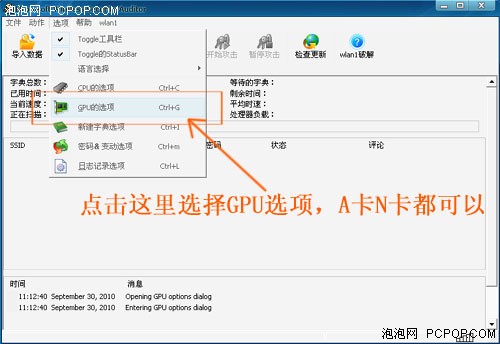 泡泡网 PCPOP.COM
Auditor
文件 动作 选项 帮助 wlan1
导入数据 开始攻击 暂停攻击 检查更新 wlan1破解
Toggle工具栏
Toggle的StatusBar
语言选择
CPU的选项 Ctrl+C
GPU的选项 Ctrl+G
新建字典选项 Ctrl+I
密码&变动选项 Ctrl+m
日志记录选项 Ctrl+L
字典总数: 等待的字典:
已用时间: 剩余时间:
当前速度: 平均时速:
正在扫描: 处理器负载:
SSID 密码 状态 评论
点击这里选择GPU选项，A卡N卡都可以
时间 消息
11:12:40 September 30, 2010 Opening GPU options dialog
11:12:40 September 30, 2010 Entering GPU options dialog
泡泡网 PCPOP.COM